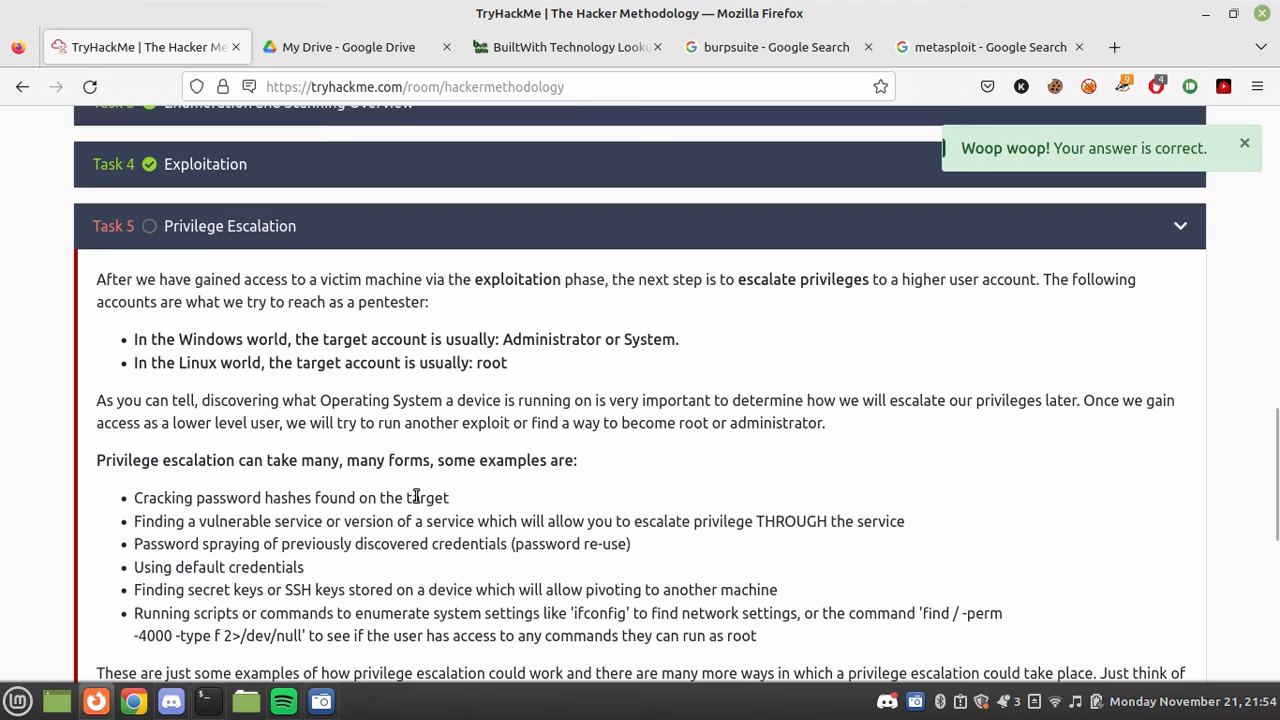 TryHackMe | The Hacker Methodology — Mozilla Firefox
TryHackMe | The Hacker Me
My Drive - Google Drive
BuiltWith Technology Look
burpsuite - Google Search
metasploit - Google Search
https://tryhackme.com/room/hackermethodology
9
4
K
Task 3 Enumeration and Scanning Overview
Woop woop! Your answer is correct.
Task 4 Exploitation
Task 5 Privilege Escalation
After we have gained access to a victim machine via the exploitation phase, the next step is to escalate privileges to a higher user account. The following
accounts are what we try to reach as a pentester:
• In the Windows world, the target account is usually: Administrator or System.
• In the Linux world, the target account is usually: root
As you can tell, discovering what Operating System a device is running on is very important to determine how we will escalate our privileges later. Once we gain
access as a lower level user, we will try to run another exploit or find a way to become root or administrator.
Privilege escalation can take many, many forms, some examples are:
• Cracking password hashes found on the target
• Finding a vulnerable service or version of a service which will allow you to escalate privilege THROUGH the service
• Password spraying of previously discovered credentials (password re-use)
• Using default credentials
• Finding secret keys or SSH keys stored on a device which will allow pivoting to another machine
• Running scripts or commands to enumerate system settings like 'ifconfig' to find network settings, or the command 'find / -perm
-4000 -type f 2>/dev/null' to see if the user has access to any commands they can run as root
These are just some examples of how privilege escalation could work and there are many more ways in which a privilege escalation could take place. Just think of
3
Monday November 21, 21:54